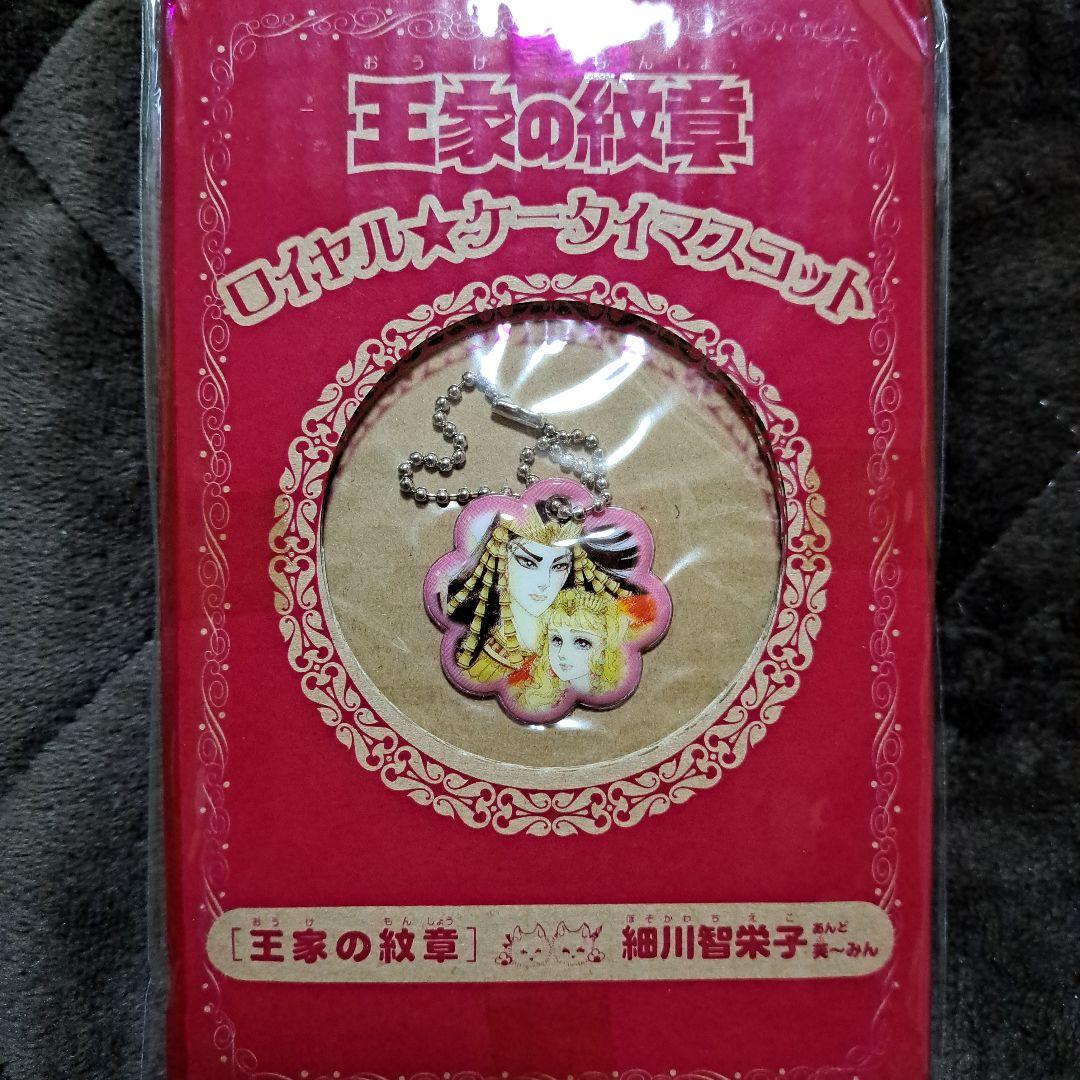 おうけ もんしょう
王家の紋章
ロイヤル★ケータイマスコット
おうけ もんしょう
[王家の紋章]
ほそかわちえこ
細川智栄子 あんど 美〜みん